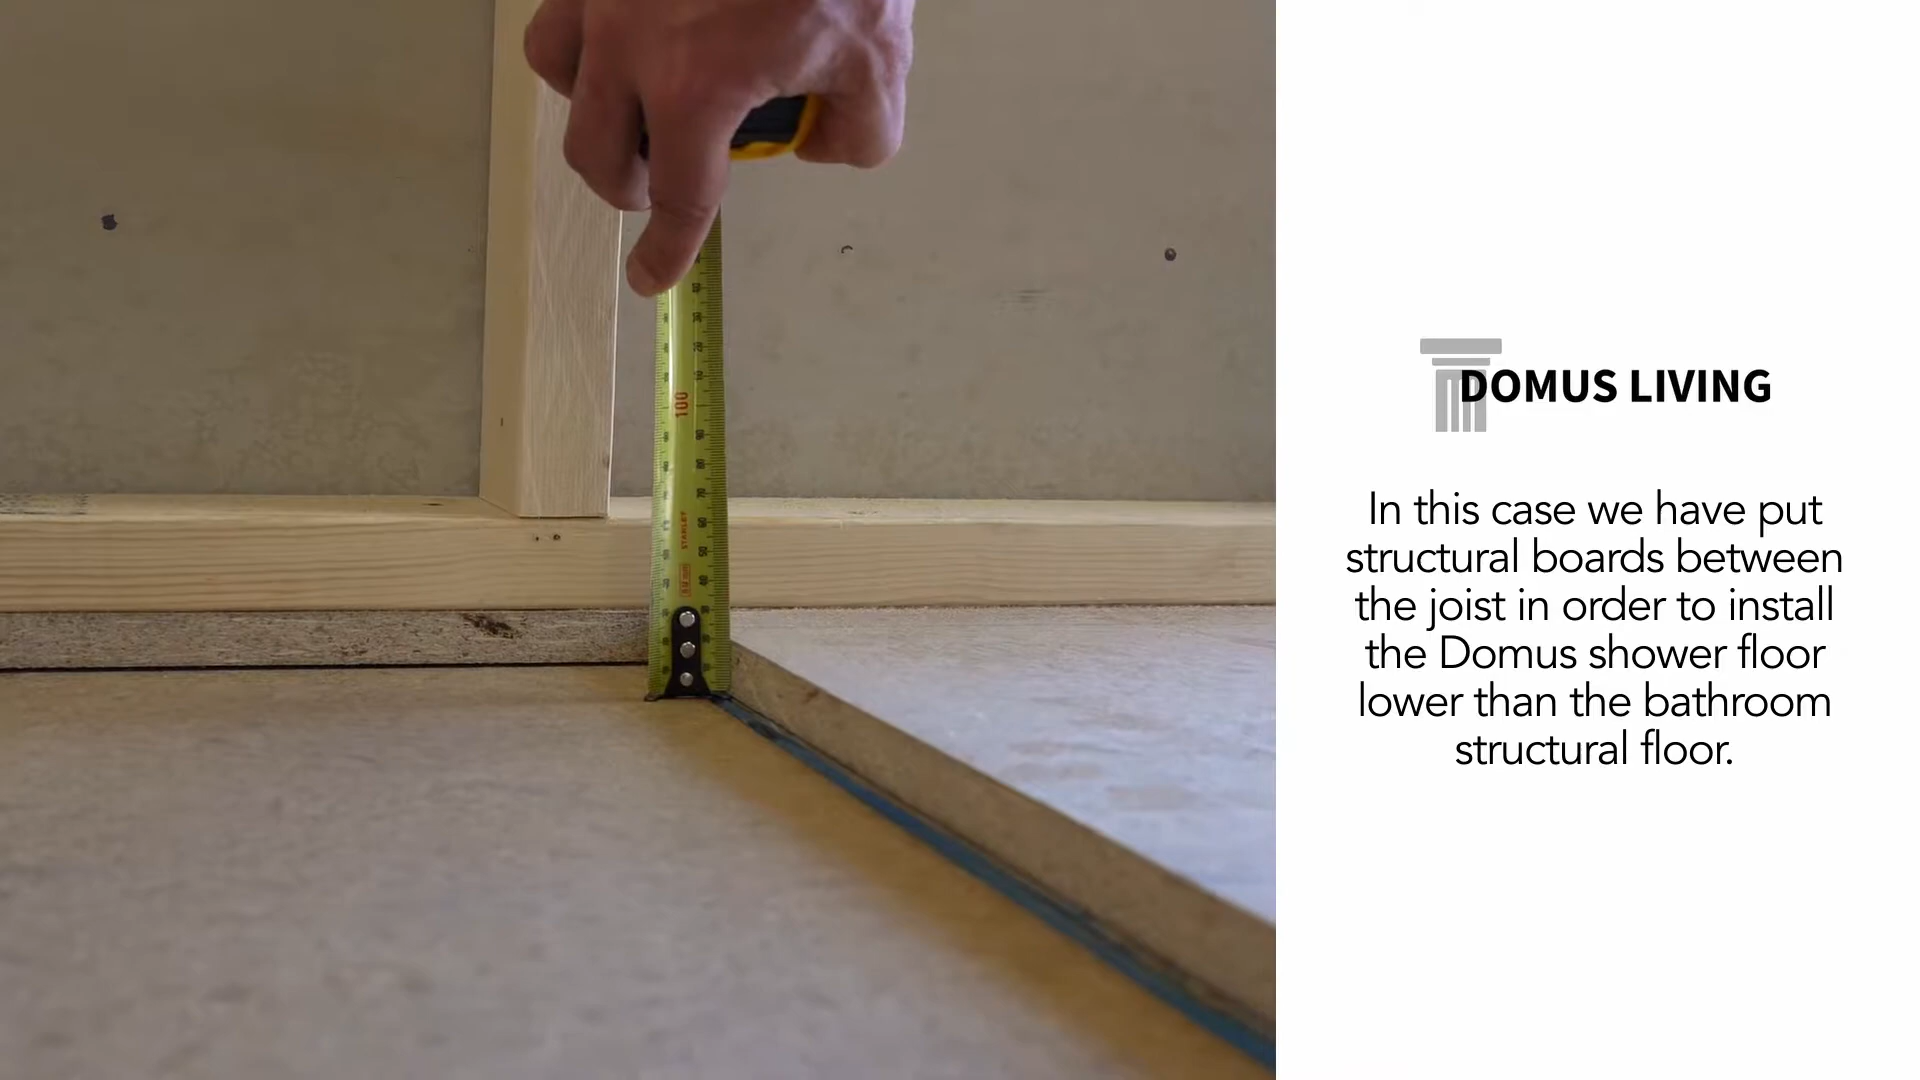 100
STANLEY
DOMUS LIVING
In this case we have put
structural boards between
the joist in order to install
the Domus shower floor
lower than the bathroom
structural floor.